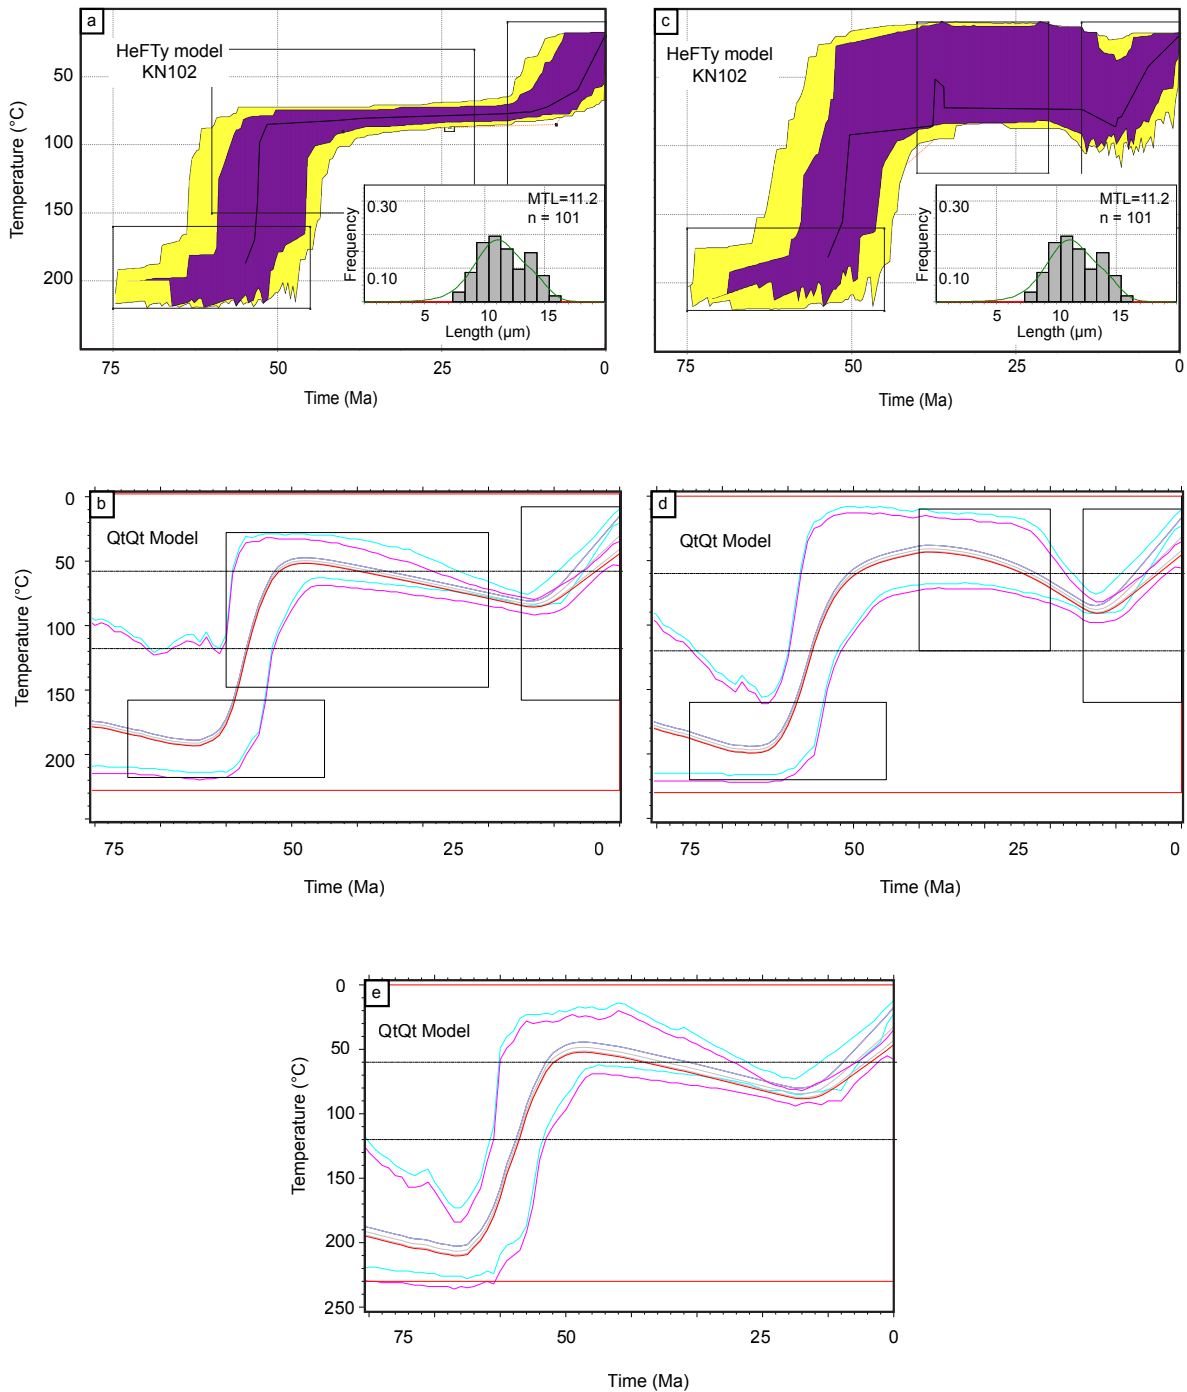 a
HeFTy model
KN102
50
100
150
200
Temperature (°C)
MTL=11.2
n = 101
0.30
0.10
Frequency
5
10
15
Length (µm)
75
50
25
0
Time (Ma)
c
HeFTy model
KN102
MTL=11.2
n = 101
0.30
0.10
Frequency
5
10
15
Length (µm)
75
50
25
0
Time (Ma)
b
QtQt Model
0
50
100
150
200
Temperature (°C)
75
50
25
0
Time (Ma)
d
QtQt Model
75
50
25
0
Time (Ma)
e
QtQt Model
0
50
100
150
200
250
Temperature (°C)
75
50
25
0
Time (Ma)